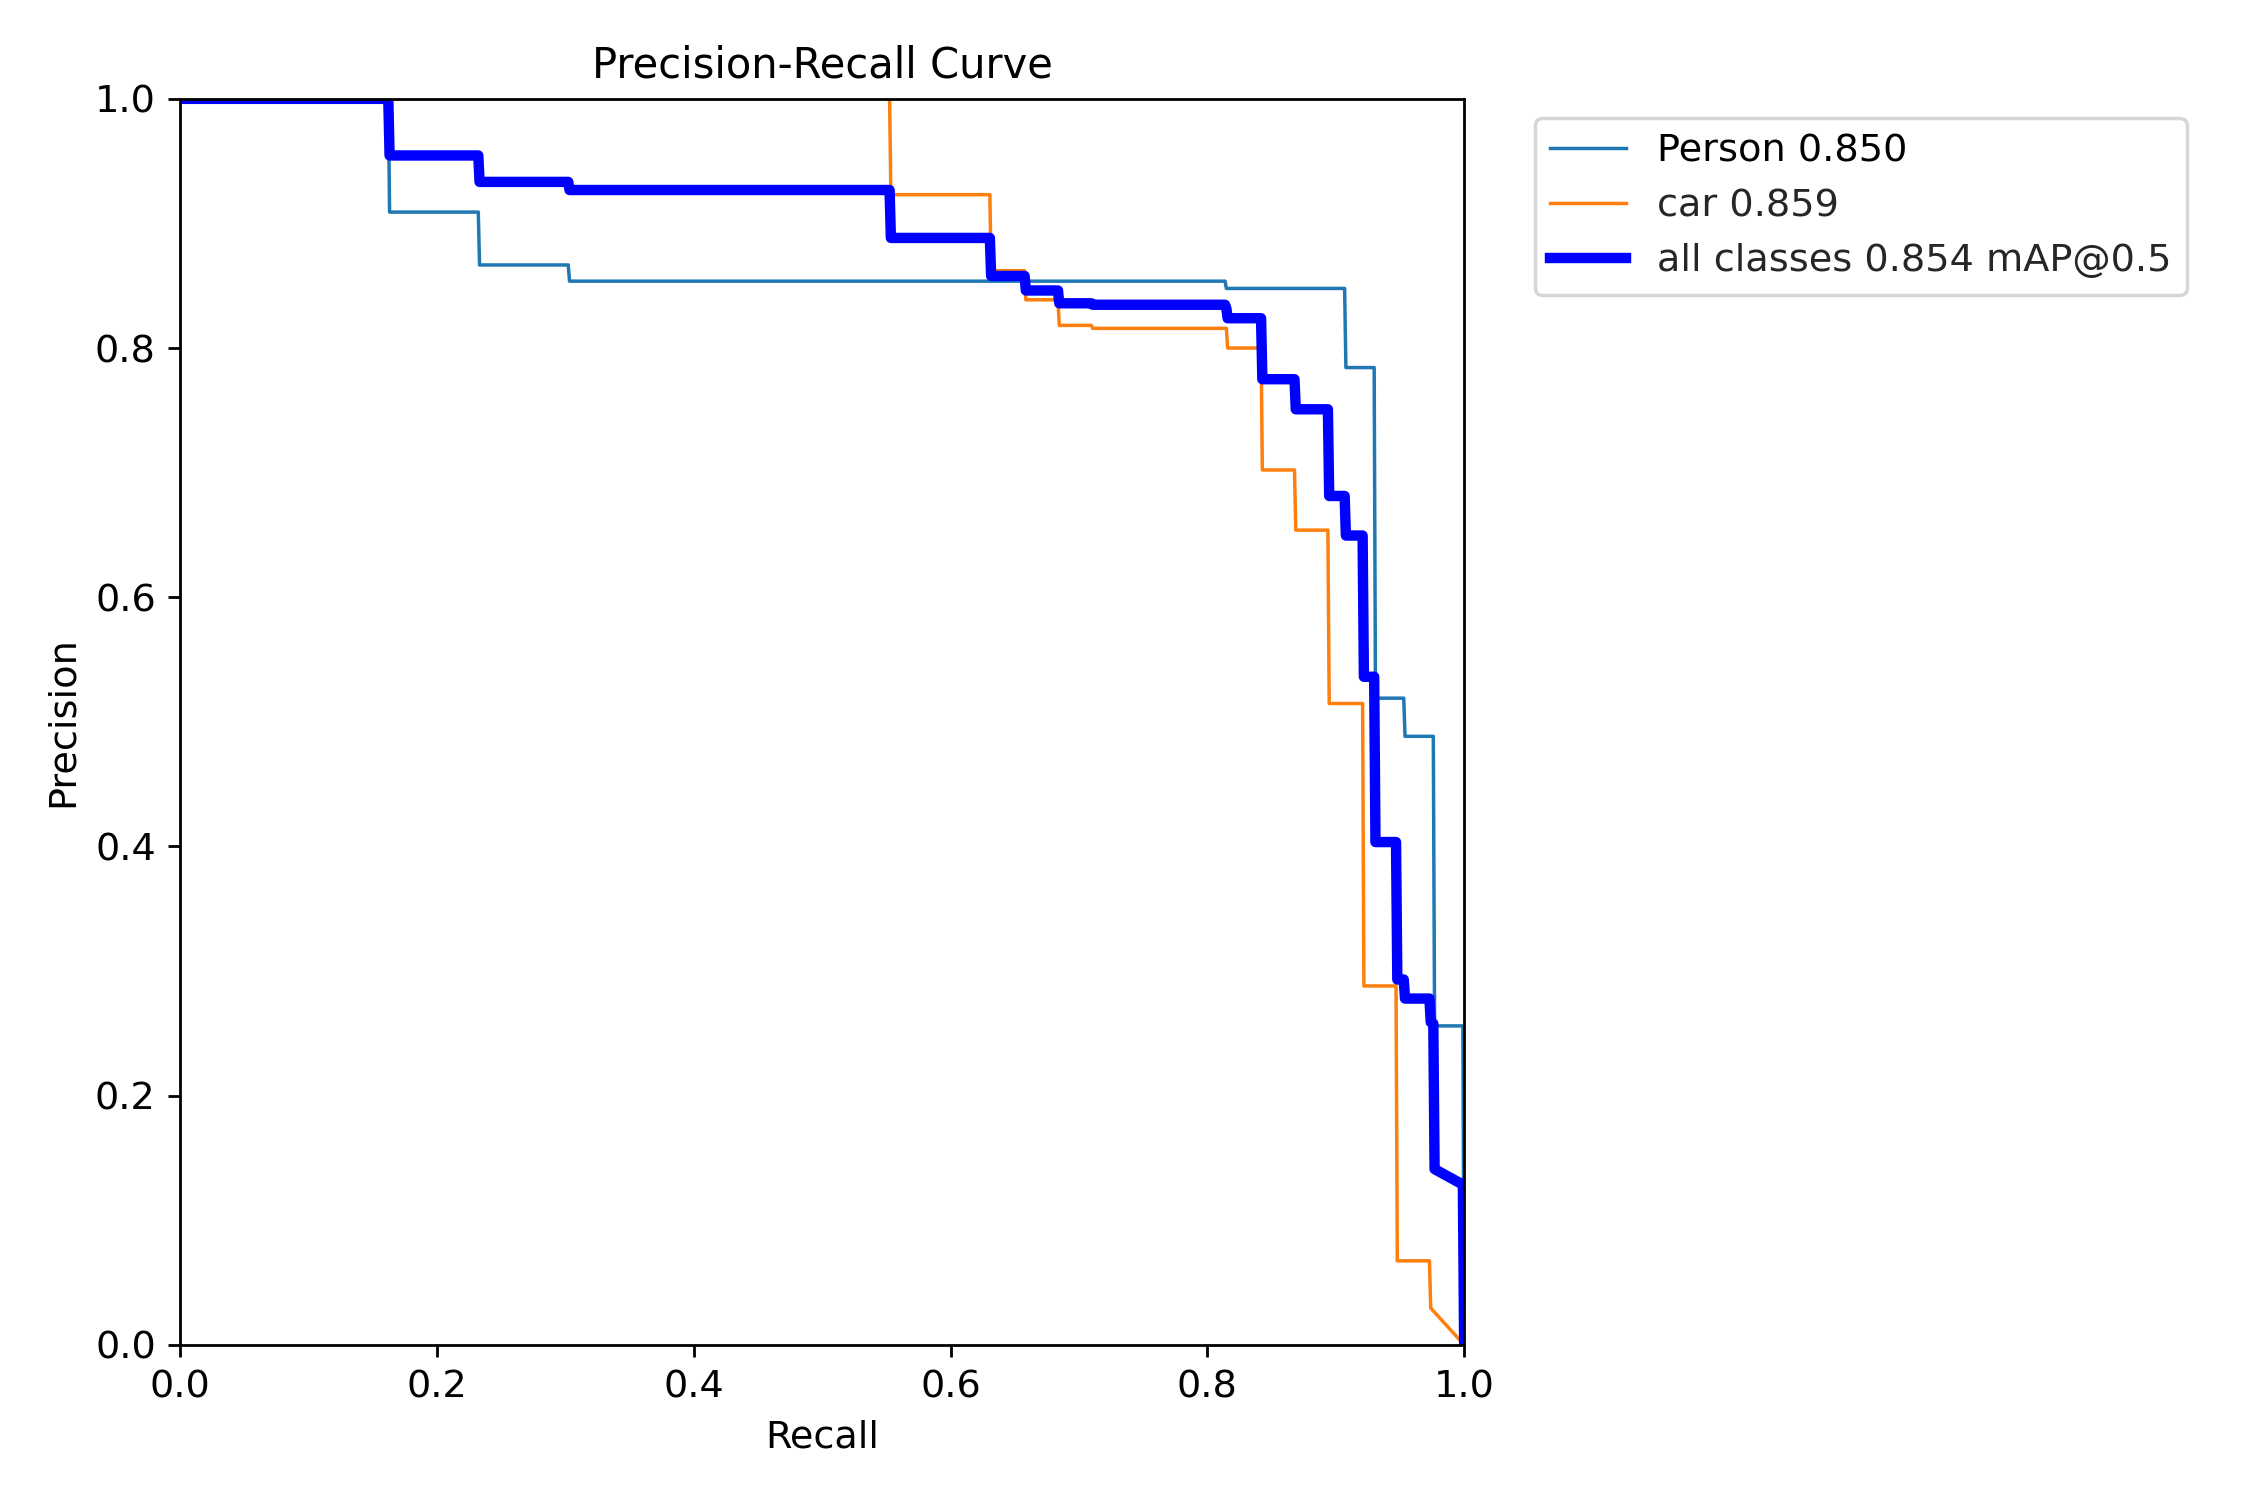 Precision-Recall Curve
1.0
0.8
0.6
0.4
0.2
0.0
Precision
0.0 0.2 0.4 0.6 0.8 1.0
Recall
Person 0.850
car 0.859
all classes 0.854 mAP@0.5